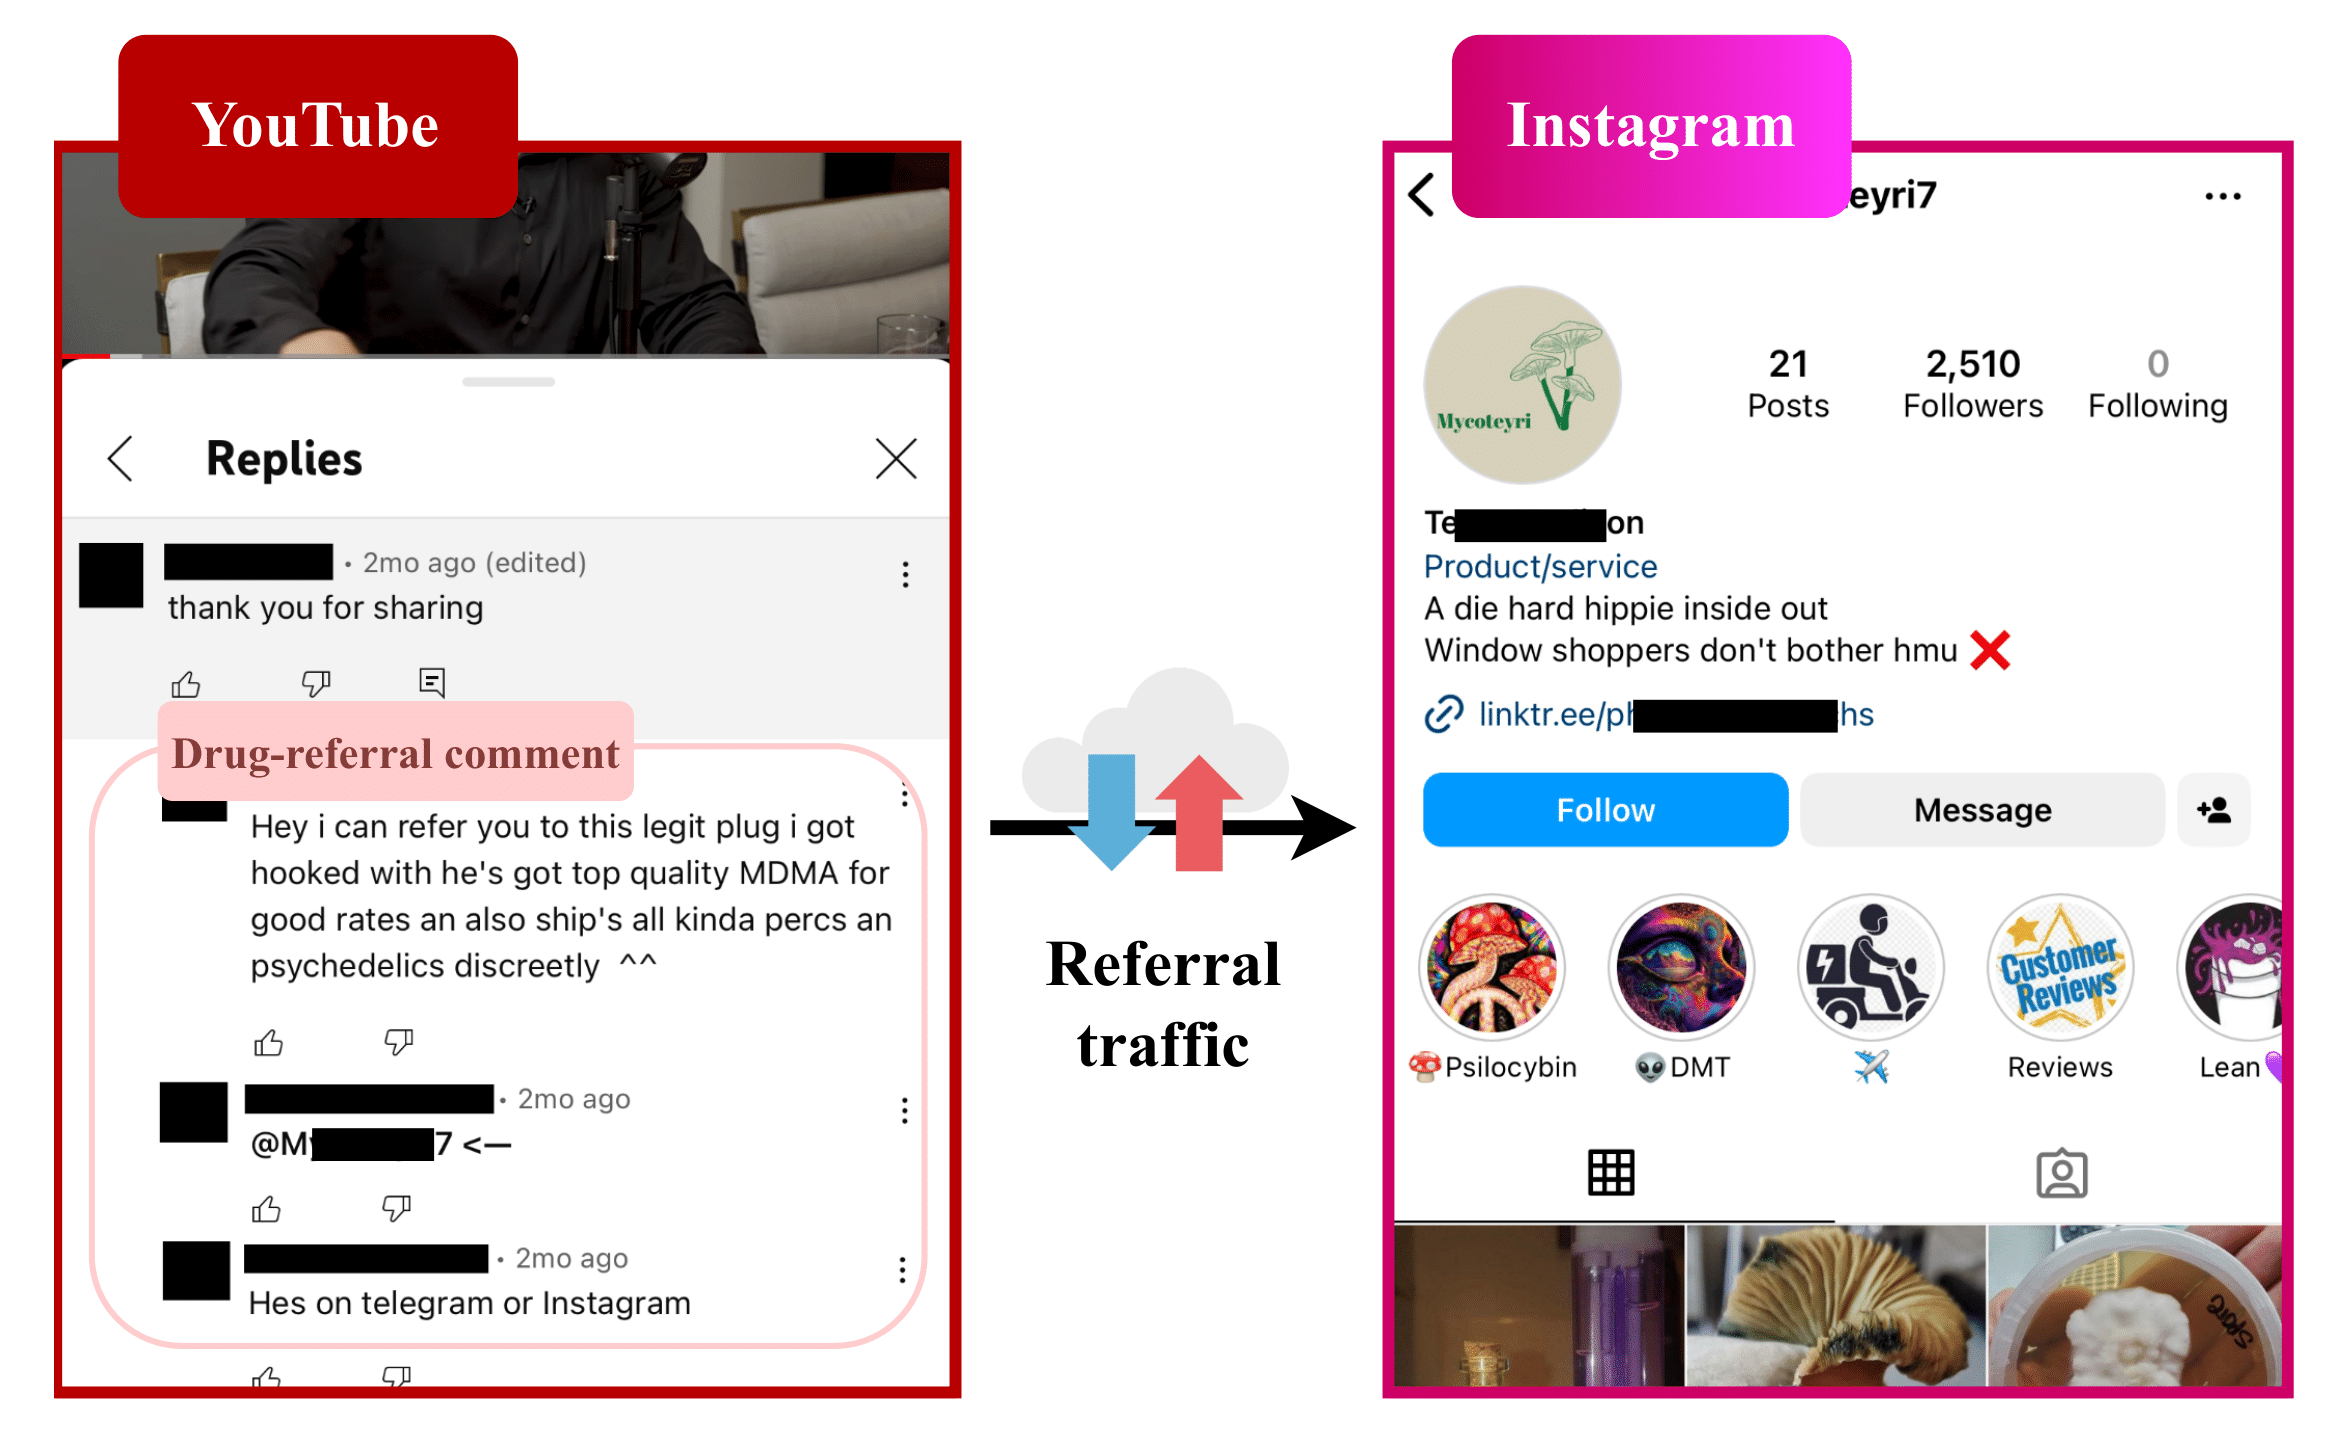 YouTube
Replies
• 2mo ago (edited)
thank you for sharing
Drug-referral comment
Hey i can refer you to this legit plug i got
hooked with he's got top quality MDMA for
good rates an also ship's all kinda percs an
psychedelics discreetly ^^
• 2mo ago
@My 7 <—
• 2mo ago
Hes on telegram or Instagram
Referral
traffic
Instagram
eyri7
Mycoteyri
21
Posts
2,510
Followers
0
Following
Te on
Product/service
A die hard hippie inside out
Window shoppers don't bother hmu ❌
linktr.ee/ph hs
Follow
Message
Customer
Reviews
🍄Psilocybin
👽DMT
✈️
Reviews
Lean💜
Spore